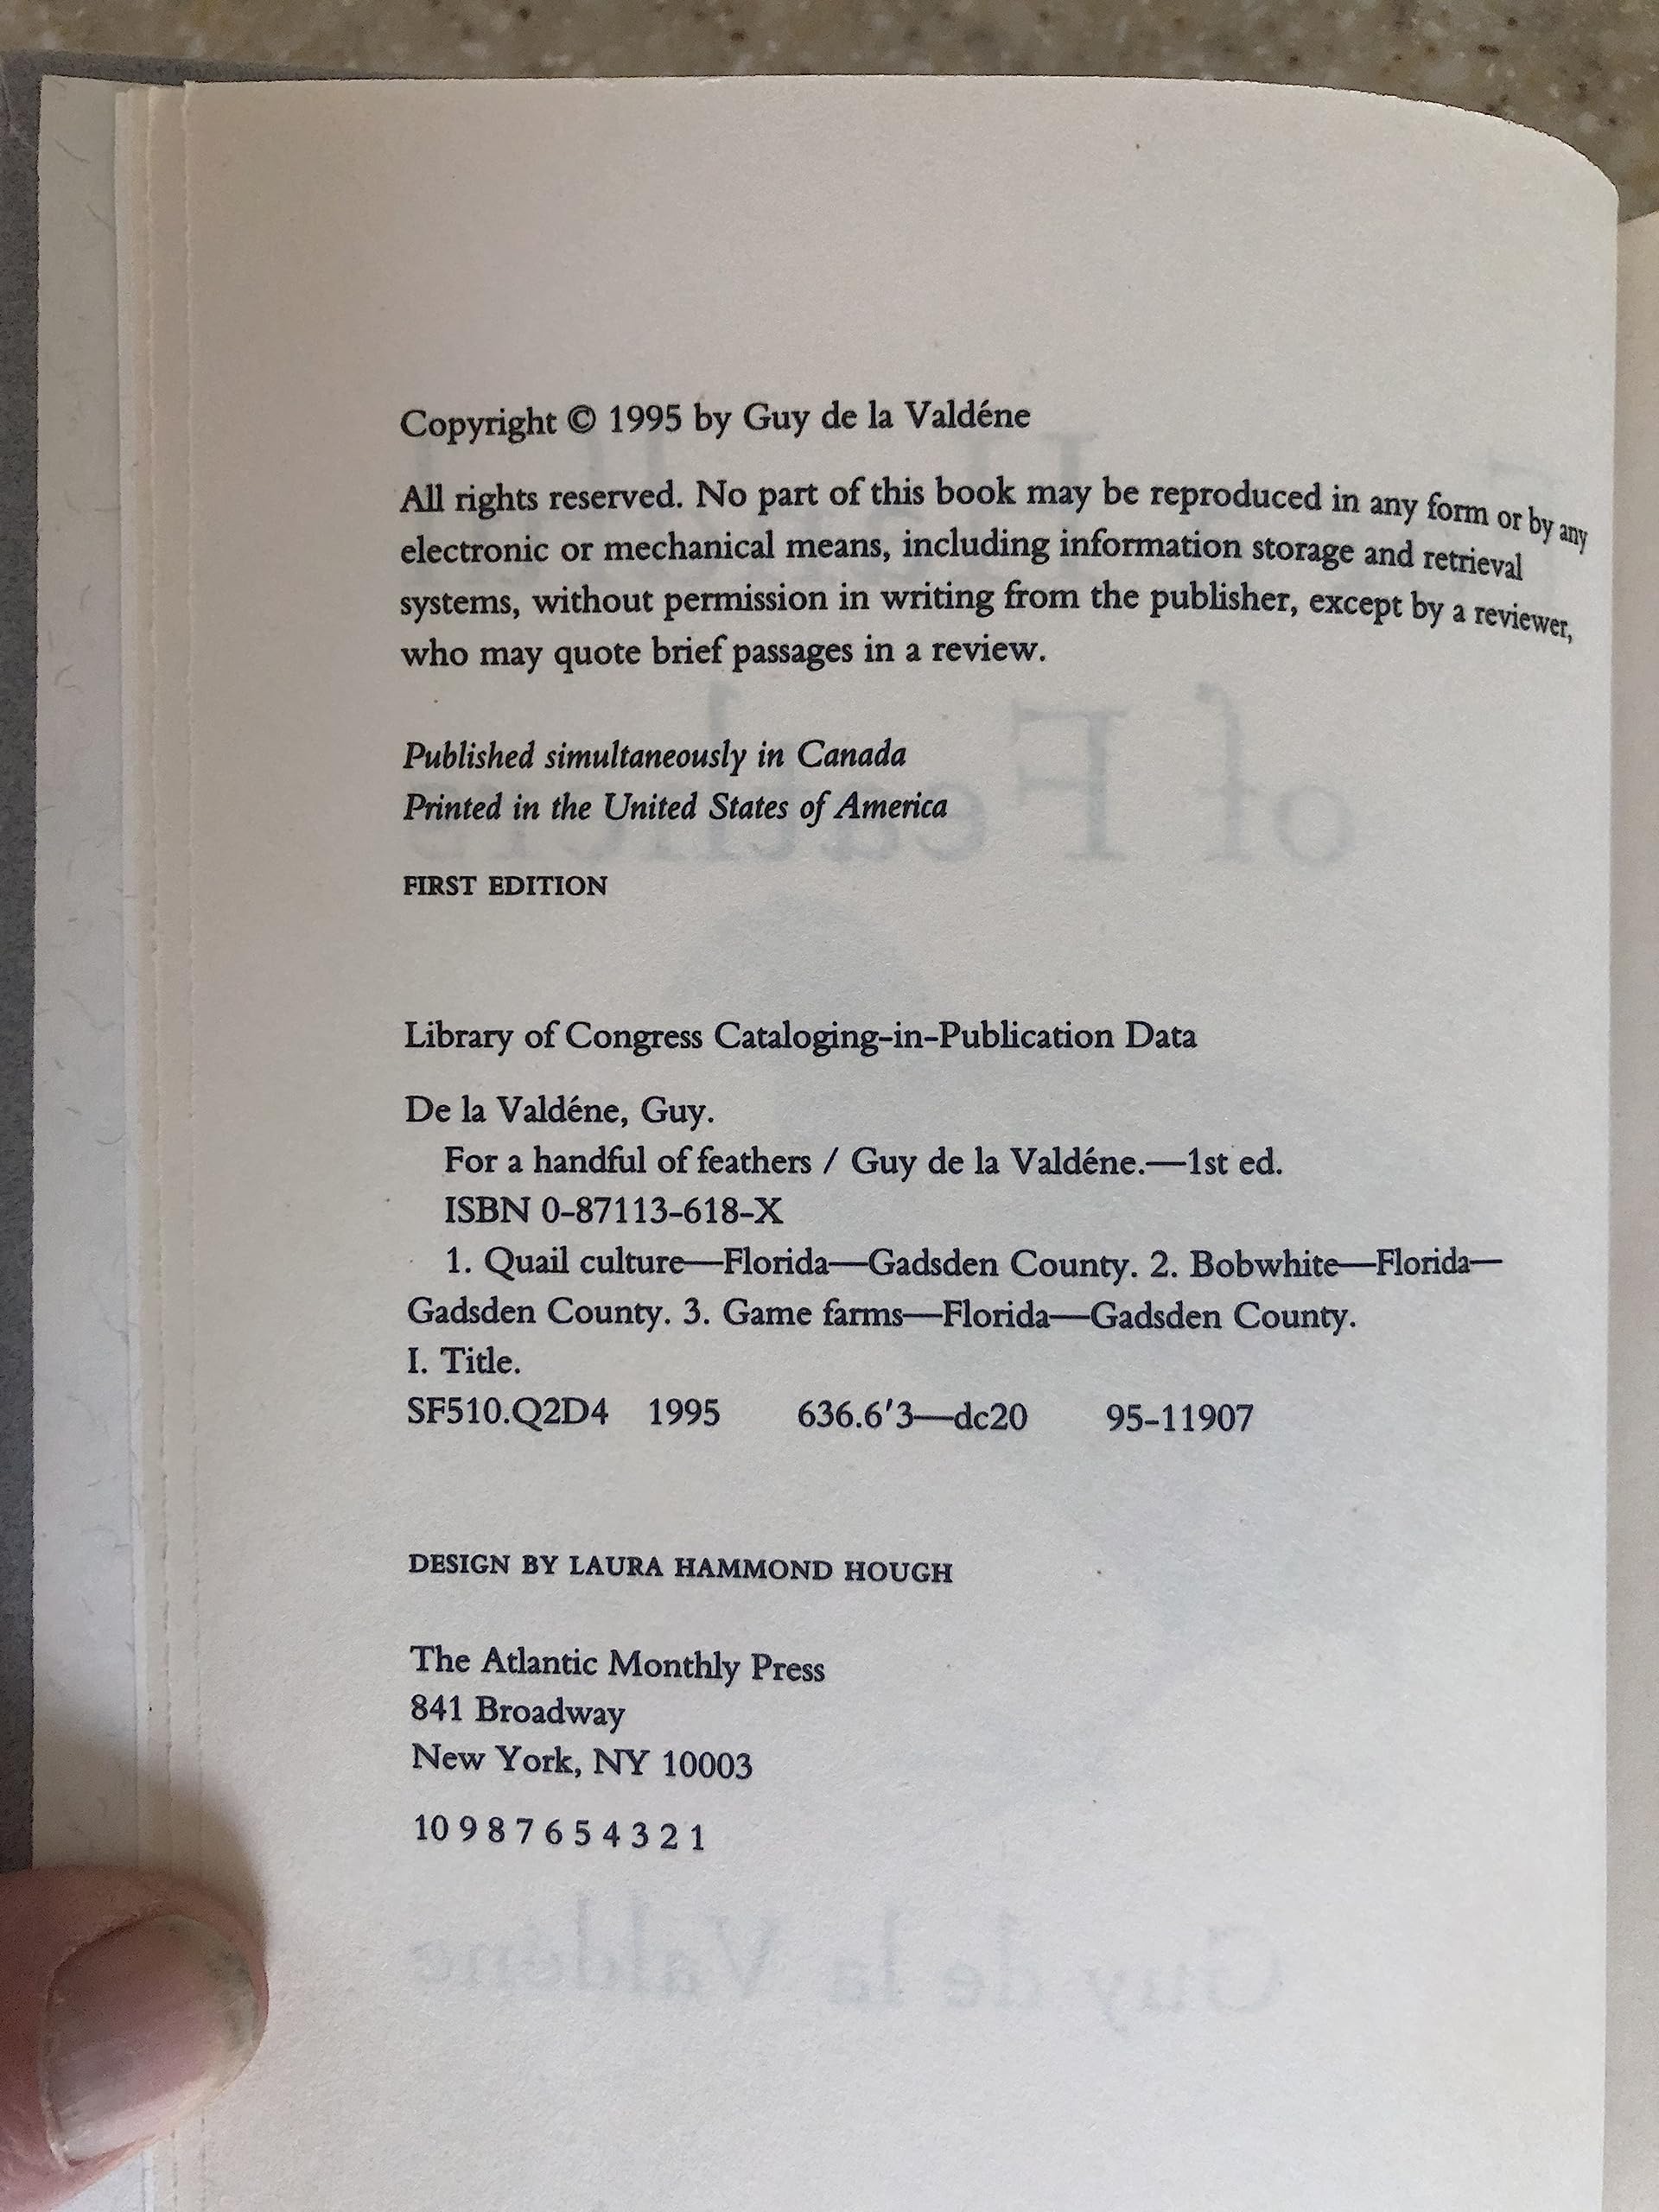 Copyright © 1995 by Guy de la Valdéne
All rights reserved. No part of this book may be reproduced in any form or by any
electronic or mechanical means, including information storage and retrieval
systems, without permission in writing from the publisher, except by a reviewer,
who may quote brief passages in a review.
Published simultaneously in Canada
Printed in the United States of America
FIRST EDITION
Library of Congress Cataloging-in-Publication Data
De la Valdéne, Guy.
For a handful of feathers / Guy de la Valdéne.—1st ed.
ISBN 0-87113-618-X
1. Quail culture—Florida—Gadsden County. 2. Bobwhite—Florida—
Gadsden County. 3. Game farms—Florida—Gadsden County.
I. Title.
SF510.Q2D4 1995 636.6'3—dc20 95-11907
DESIGN BY LAURA HAMMOND HOUGH
The Atlantic Monthly Press
841 Broadway
New York, NY 10003
10 9 8 7 6 5 4 3 2 1
Guy de la Valdéne